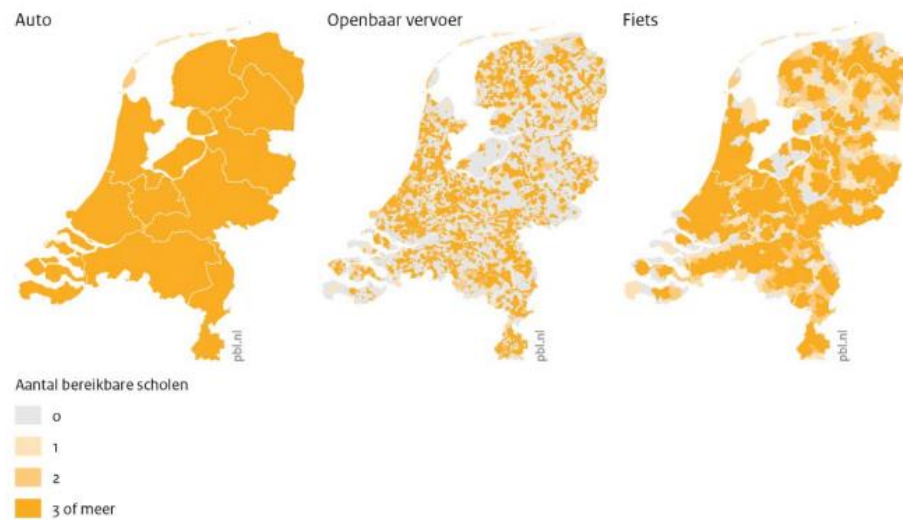 Auto
Openbaar vervoer
Fiets
pbl.nl
pbl.nl
pbl.nl
Aantal bereikbare scholen
0
1
2
3 of meer